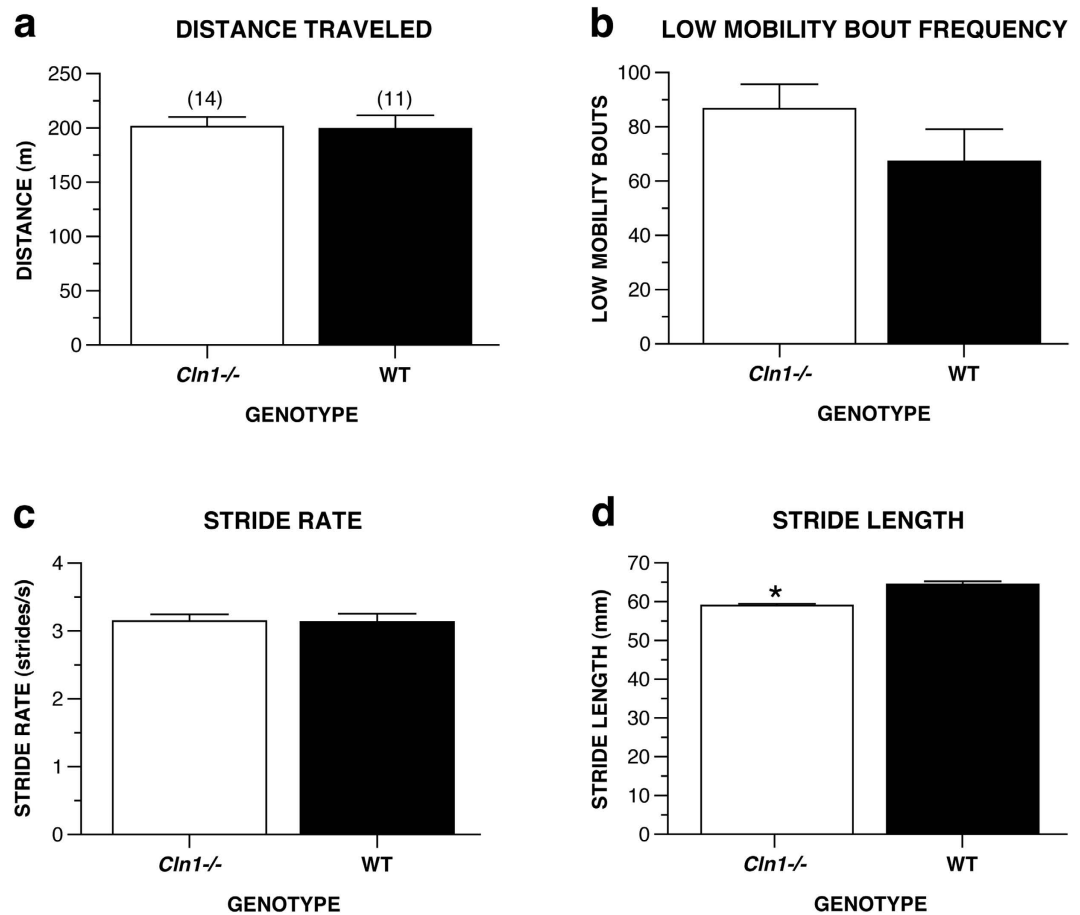 a
DISTANCE TRAVELED
250
200
150
100
50
0
DISTANCE (m)
(14)
(11)
Cln1-/-
WT
GENOTYPE
b
LOW MOBILITY BOUT FREQUENCY
100
80
60
40
20
0
LOW MOBILITY BOUTS
Cln1-/-
WT
GENOTYPE
c
STRIDE RATE
4
3
2
1
0
STRIDE RATE (strides/s)
Cln1-/-
WT
GENOTYPE
d
STRIDE LENGTH
70
60
50
40
30
20
10
0
STRIDE LENGTH (mm)
*
Cln1-/-
WT
GENOTYPE